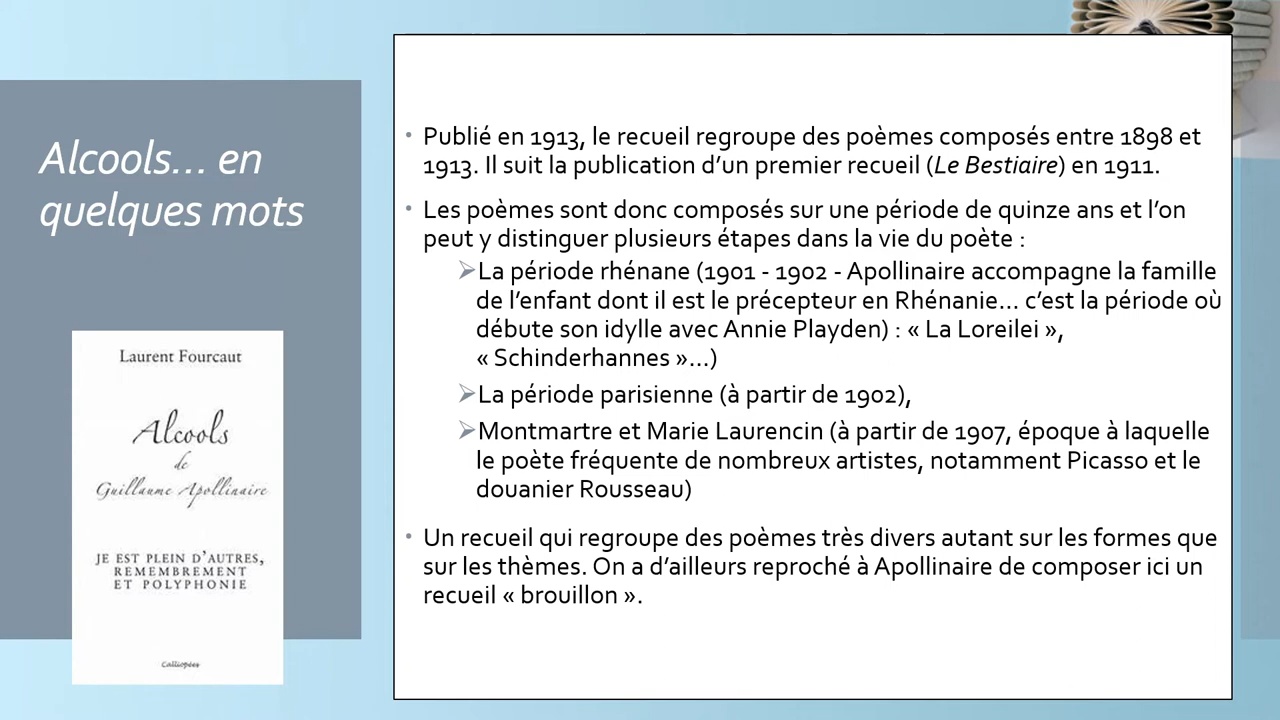 Alcools... en
quelques mots
Laurent Fourcaut
Alcools
de
Guillaume Apollinaire
JE EST PLEIN D'AUTRES,
REMEMBREMENT
ET POLYPHONIE
Calliopées
• Publié en 1913, le recueil regroupe des poèmes composés entre 1898 et
1913. Il suit la publication d'un premier recueil (Le Bestiaire) en 1911.
• Les poèmes sont donc composés sur une période de quinze ans et l'on
peut y distinguer plusieurs étapes dans la vie du poète :
➢La période rhénane (1901 - 1902 - Apollinaire accompagne la famille
de l'enfant dont il est le précepteur en Rhénanie... c'est la période où
débute son idylle avec Annie Playden) : « La Loreilei »,
« Schinderhannes »...)
➢La période parisienne (à partir de 1902),
➢Montmartre et Marie Laurencin (à partir de 1907, époque à laquelle
le poète fréquente de nombreux artistes, notamment Picasso et le
douanier Rousseau)
• Un recueil qui regroupe des poèmes très divers autant sur les formes que
sur les thèmes. On a d'ailleurs reproché à Apollinaire de composer ici un
recueil « brouillon ».